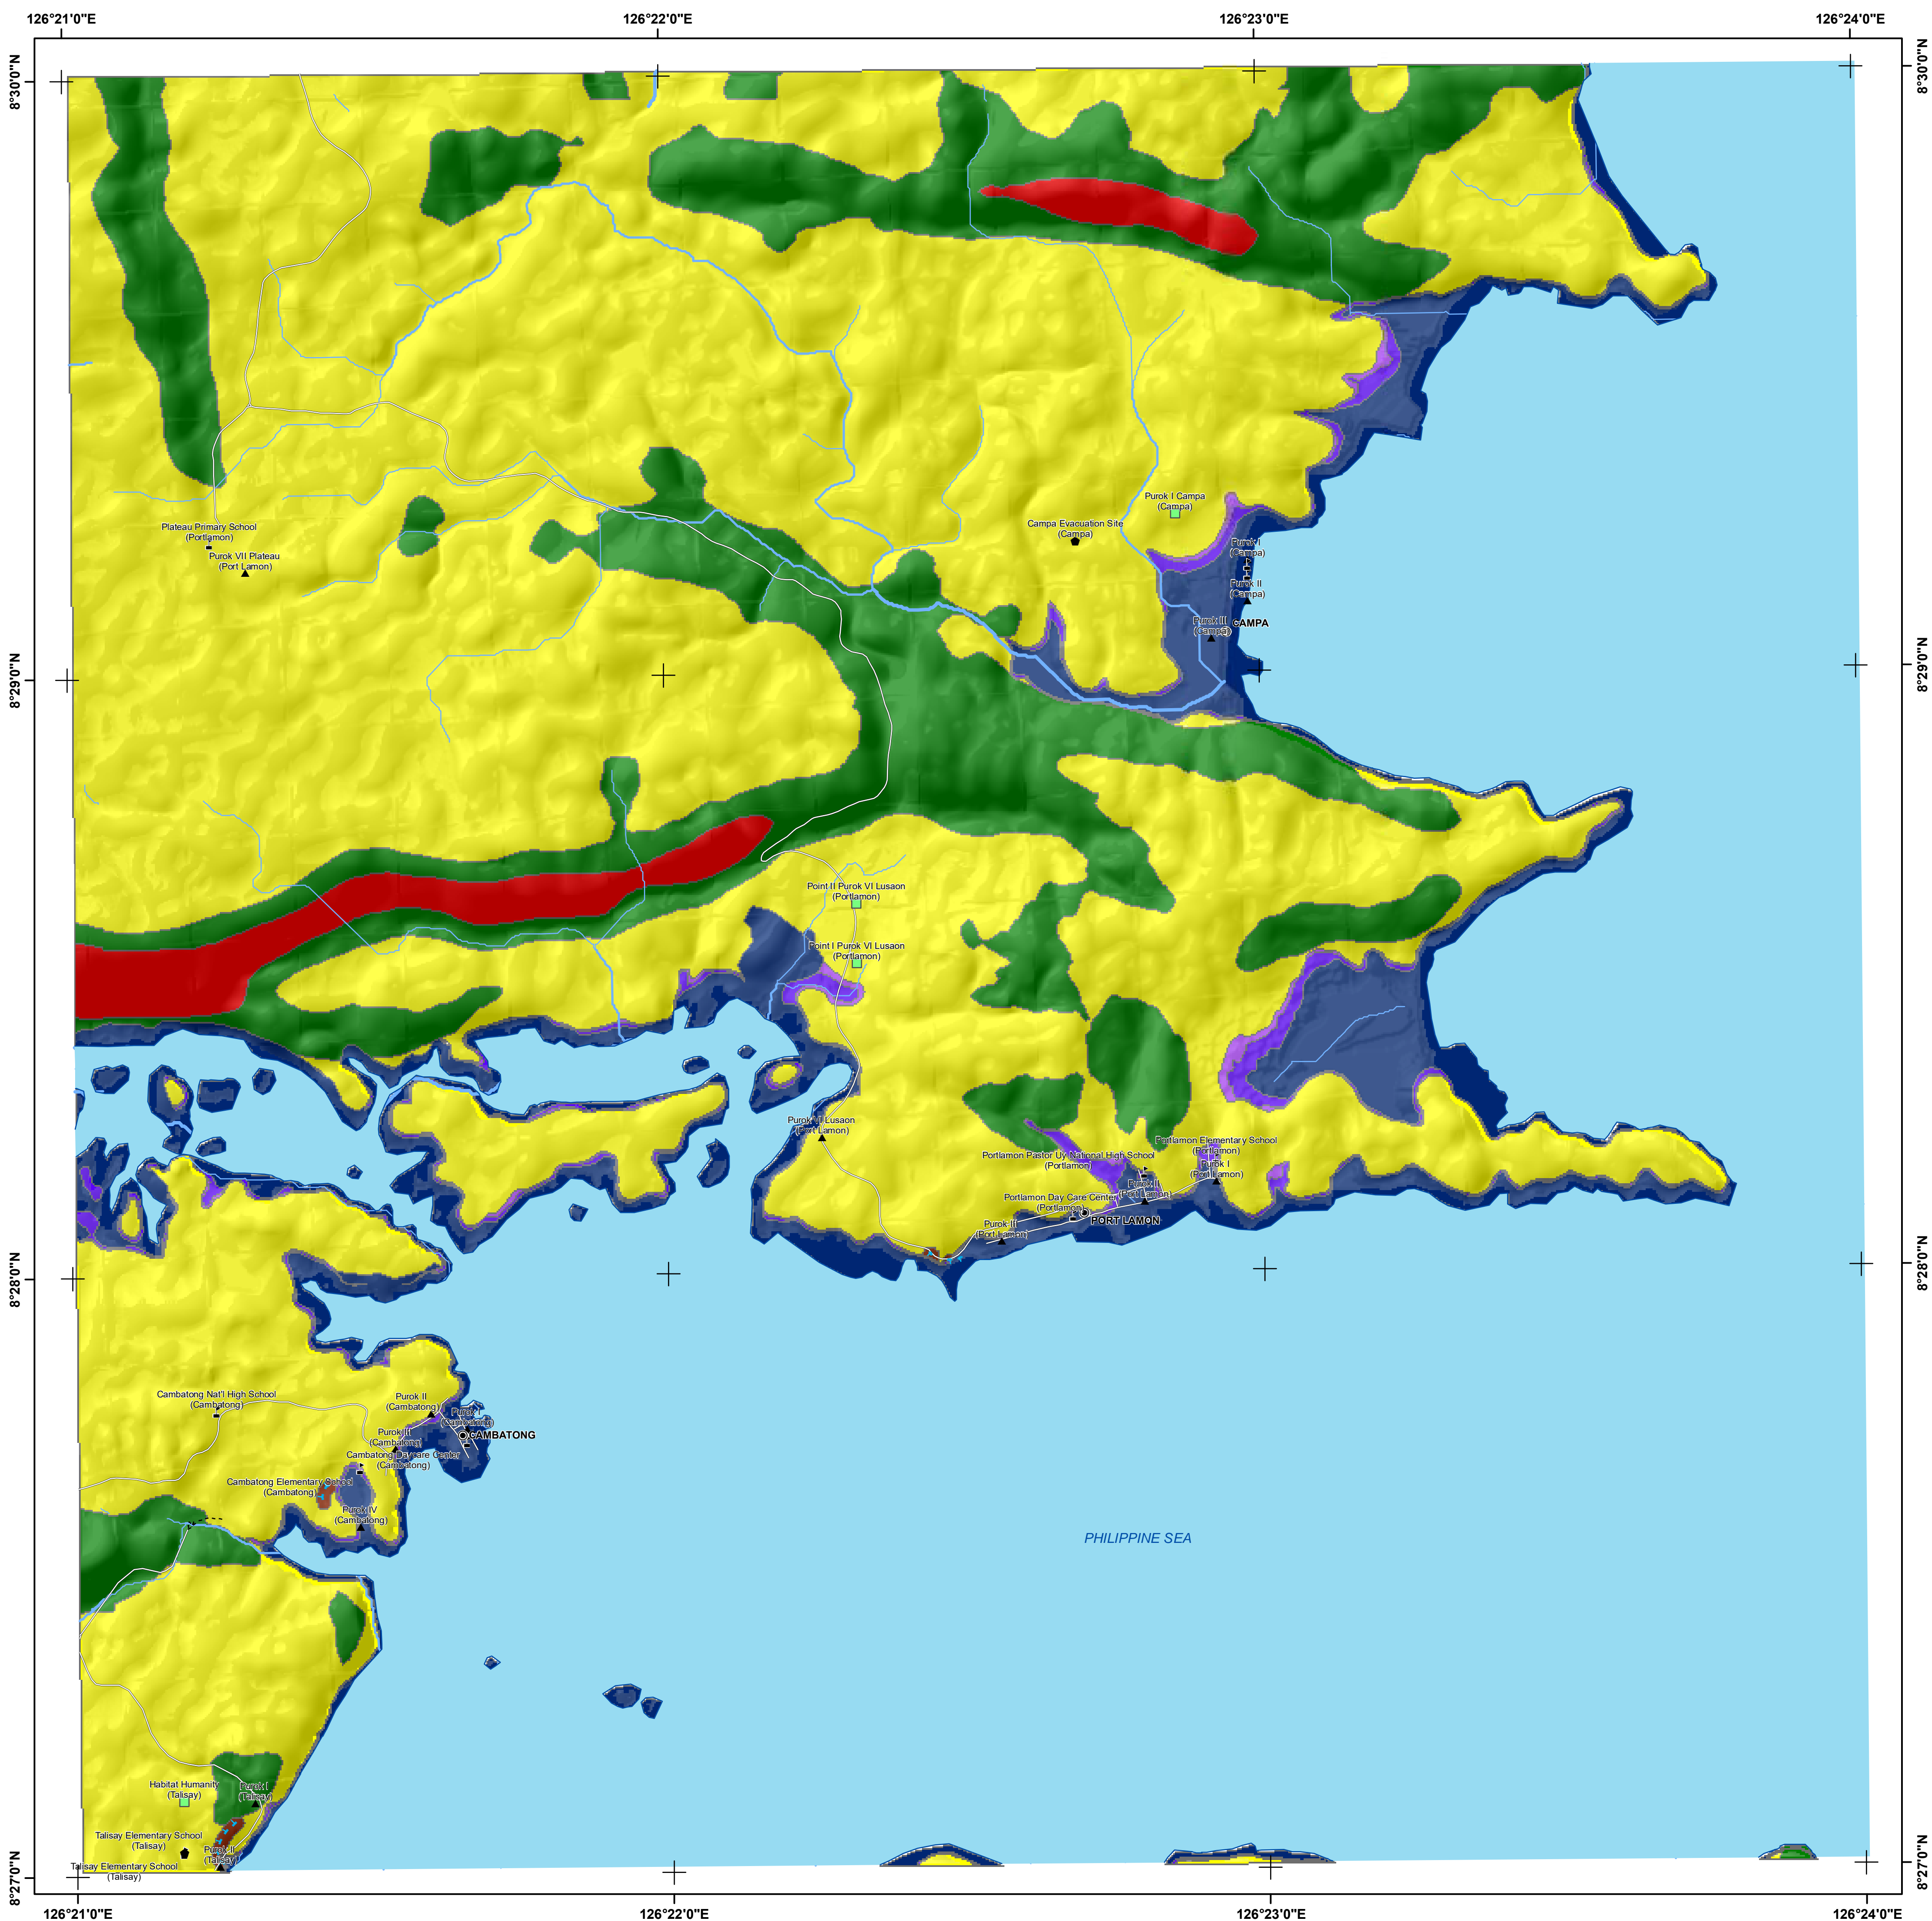 126°21'0"E
126°22'0"E
126°23'0"E
126°24'0"E
8°30'0"N
8°30'0"N
Purok I Campa
(Campa)
Campa Evacuation Site
(Campa)
Plateau Primary School
(Portlamon)
Purok VII Plateau
(Port Lamon)
Purok I
(Campa)
Purok II
(Campa)
Purok III
(Campa)
CAMPA
8°29'0"N
8°29'0"N
Point II Purok VI Lusaon
(Portlamon)
Point I Purok VI Lusaon
(Portlamon)
Purok VI Lusaon
(Port Lamon)
Portlamon Elementary School
(Portlamon)
Portlamon Pastor Uy National High School
(Portlamon)
Purok I
(Port Lamon)
Purok II
(Port Lamon)
Portlamon Day Care Center
(Portlamon)
PORT LAMON
Purok III
(Port Lamon)
8°28'0"N
8°28'0"N
Cambatong Nat'l High School
(Cambatong)
Purok II
(Cambatong)
Purok I
(Cambatong)
CAMBATONG
Purok III
(Cambatong)
Cambatong Daycare Center
(Cambatong)
Cambatong Elementary School
(Cambatong)
Purok IV
(Cambatong)
PHILIPPINE SEA
Habitat Humanity
(Talisay)
Purok I
(Talisay)
Talisay Elementary School
(Talisay)
Purok II
(Talisay)
Talisay Elementary School
(Talisay)
8°27'0"N
8°27'0"N
126°21'0"E
126°22'0"E
126°23'0"E
126°24'0"E